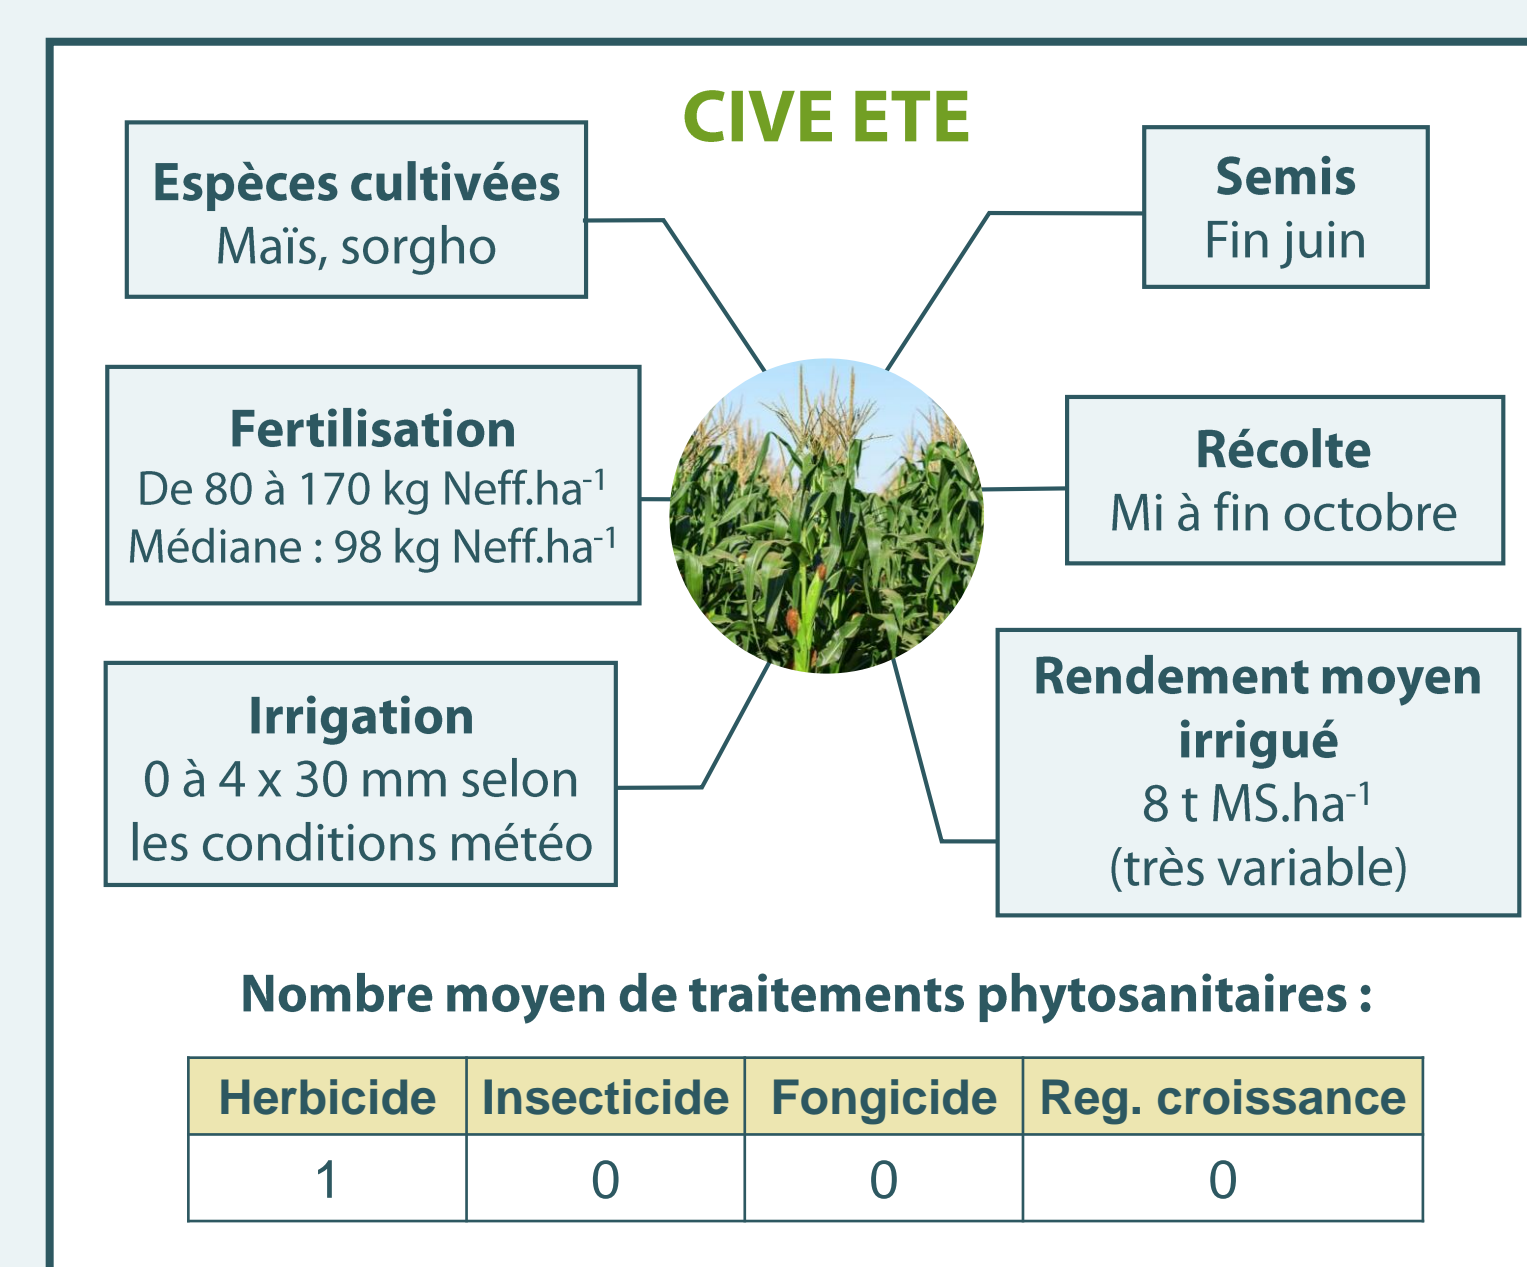 CIVE ETE
Espèces cultivées
Maïs, sorgho
Semis
Fin juin
Fertilisation
De 80 à 170 kg Neff.ha⁻¹
Médiane : 98 kg Neff.ha⁻¹
Récolte
Mi à fin octobre
Irrigation
0 à 4 x 30 mm selon
les conditions météo
Rendement moyen
irrigué
8 t MS.ha⁻¹
(très variable)
Nombre moyen de traitements phytosanitaires :
Herbicide Insecticide Fongicide Reg. croissance
1 0 0 0